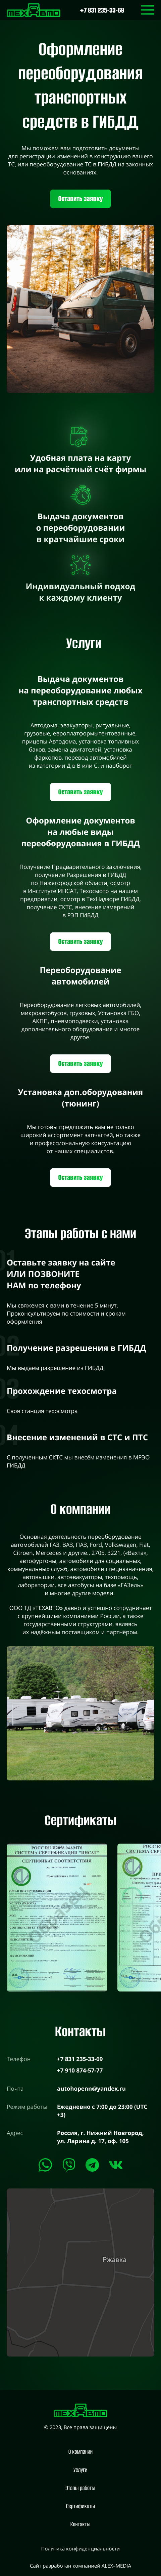 ТЕХАВТО
+7 831 235-33-69
Оформление
переоборудования
транспортных
средств в ГИБДД
Мы поможем вам подготовить документы
для регистрации изменений в конструкцию вашего
ТС, или переоборудование ТС в ГИБДД на законных
основаниях.
Оставить заявку
Удобная плата на карту
или на расчётный счёт фирмы
Выдача документов
о переоборудовании
в кратчайшие сроки
Индивидуальный подход
к каждому клиенту
Услуги
Выдача документов
на переоборудование любых
транспортных средств
Автодома, эвакуаторы, ритуальные,
грузовые, европлатформы/тентованные,
прицепы Автодома, установка топливных
баков, замена двигателей, установка
фаркопов, перевод автомобилей
из категории Д в В или С, и наоборот
Оставить заявку
Оформление документов
на любые виды
переоборудования в ГИБДД
Получение Предварительного заключения,
получение Разрешения в ГИБДД
по Нижегородской области, осмотр
в Институте ИНСАТ, Техосмотр на нашем
предприятии, осмотр в ТехНадзоре ГИБДД,
получение СКТС, внесение измерений
в РЭП ГИБДД
Оставить заявку
Переоборудование
автомобилей
Переоборудование легковых автомобилей,
микроавтобусов, грузовых, Установка ГБО,
АКПП, пневмоподвески, установка
дополнительного оборудования и многое
другое.
Оставить заявку
Установка доп.оборудования
(тюнинг)
Мы готовы предложить вам не только
широкой ассортимент запчастей, но также
и профессиональную консультацию
от наших специалистов.
Оставить заявку
Этапы работы с нами
01
Оставьте заявку на сайте
ИЛИ ПОЗВОНИТЕ
НАМ по телефону
Мы свяжемся с вами в течение 5 минут.
Проконсультируем по стоимости и срокам
оформления
02
Получение разрешения в ГИБДД
Мы выдаём разрешение из ГИБДД
03
Прохождение техосмотра
Своя станция техосмотра
04
Внесение изменений в СТС и ПТС
С полученным СКТС мы внесём изменения в МРЭО
ГИБДД
О компании
Основная деятельность переоборудование
автомобилей ГАЗ, ВАЗ, ПАЗ, Ford, Volkswagen, Fiat,
Citroen, Mercedes и другие., 2705, 3221, («Вахта»,
автофургоны, автомобили для социальных,
коммунальных служб, автомобили спецназначения,
автовышки, автоэвакуаторы, техпомощь,
лаборатории, все автобусы на базе «ГАЗель»
и многие другие модели.
ООО ТД «ТЕХАВТО» давно и успешно сотрудничает
с крупнейшими компаниями России, а также
государственными структурами, являясь
их надёжным поставщиком и партнёром.
Сертификаты
СИСТЕМА СЕРТИФИКАЦИИ "ИНСАТ"
СЕРТИФИКАТ СООТВЕТСТВИЯ
Образец
Контакты
Телефон
+7 831 235-33-69
+7 910 874-57-77
Почта
autohopenn@yandex.ru
Режим работы
Ежедневно с 7:00 до 23:00 (UTC
+3)
Адрес
Россия, г. Нижний Новгород,
ул. Ларина д. 17, оф. 105
Ржавка
ТЕХАВТО
© 2023, Все права защищены
О компании
Услуги
Этапы работы
Сертификаты
Контакты
Политика конфиденциальности
Сайт разработан компанией ALEX–MEDIA